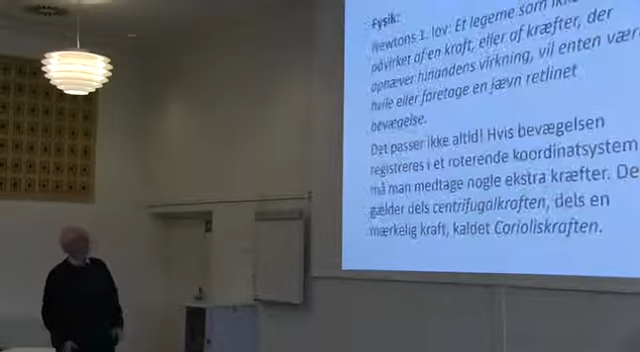 Fysik:
Newtons 1. lov: Et legeme som ikke
påvirket af en kraft, eller af kræfter, der
ophæver hinandens virkning, vil enten være
hvile eller foretage en jævn retlinet
bevægelse.
Det passer ikke altid! Hvis bevægelsen
registreres i et roterende koordinatsystem
må man medtage nogle ekstra kræfter. De
gælder dels centrifugalkraften, dels en
mærkelig kraft, kaldet Corioliskraften.